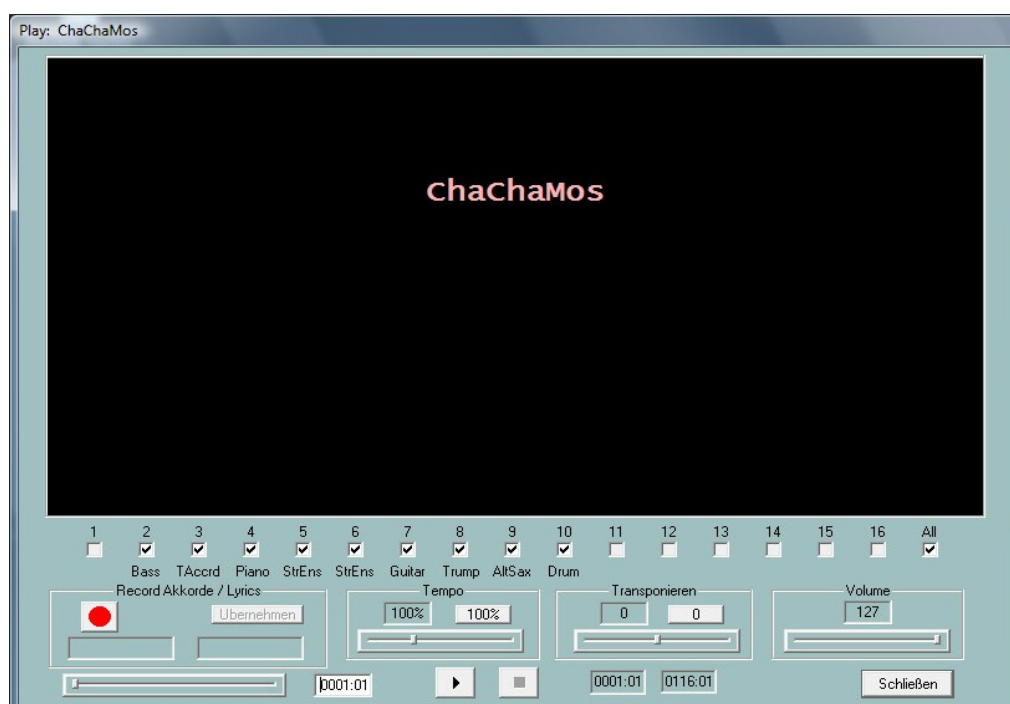 Play: ChaChaMos
ChaChaMos
1 2 3 4 5 6 7 8 9 10 11 12 13 14 15 16 All
Bass TAccrd Piano StrEns StrEns Guitar Trump AltSax Drum
Record Akkorde / Lyrics Tempo Transponieren Volume
Ubernehmen 100% 100% 0 0 127
0001:01 0001:01 0116:01 Schließen